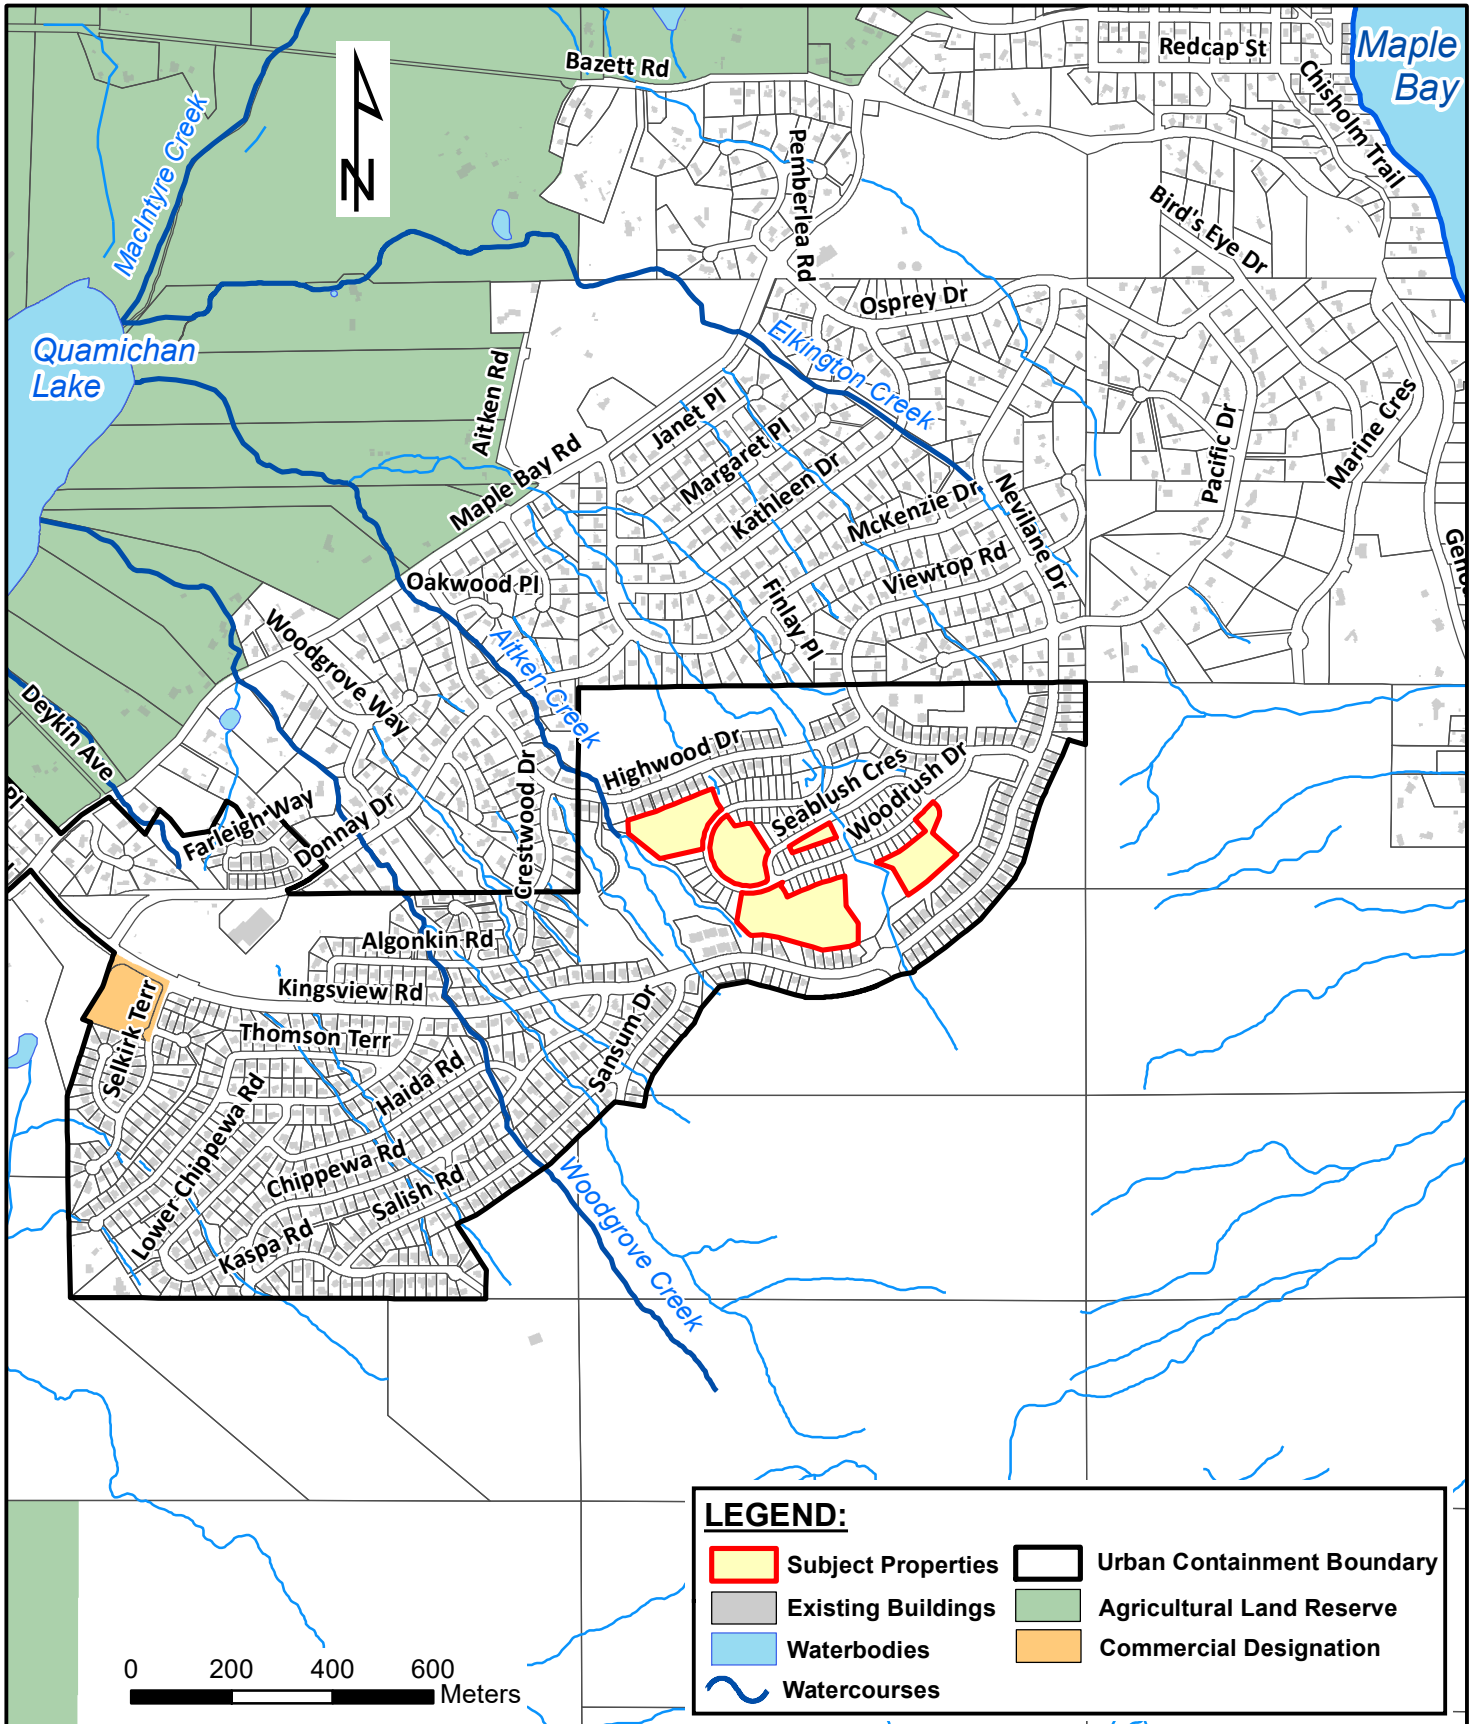 Redcap St
Maple
Bay
Bazett Rd
Chisholm Trail
MacIntyre Creek
N
Pemberlea Rd
Bird's Eye Dr
Osprey Dr
Quamichan
Lake
Elkington Creek
Aitken Rd
Janet Pl
Margaret Pl
Pacific Dr
Marine Cres
Maple Bay Rd
Kathleen Dr
McKenzie Dr
Nevilane Dr
Oakwood Pl
Viewtop Rd
Finlay Pl
Woodgrove Way
Aitken Creek
Deykin Ave
Pl
Highwood Dr
Seablush Cres
Woodrush Dr
Crestwood Dr
Farleigh Way
Donnay Dr
Algonkin Rd
Kingsview Rd
Selkirk Terr
Thomson Terr
Sansum Dr
Haida Rd
Lower Chippewa Rd
Chippewa Rd
Salish Rd
Kaspa Rd
Woodgrove Creek
LEGEND:
Subject Properties
Urban Containment Boundary
Existing Buildings
Agricultural Land Reserve
Waterbodies
Commercial Designation
Watercourses
0 200 400 600
Meters